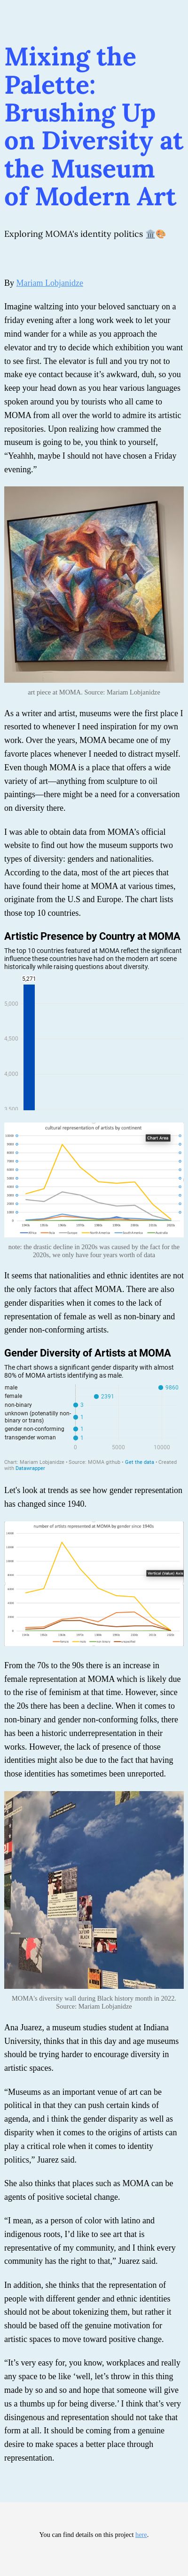 Mixing the
Palette:
Brushing Up
on Diversity at
the Museum
of Modern Art
Exploring MOMA's identity politics 🏛️🎨
By Mariam Lobjanidze
Imagine waltzing into your beloved sanctuary on a
friday evening after a long work week to let your
mind wander for a while as you approach the
elevator and try to decide which exhibition you want
to see first. The elevator is full and you try not to
make eye contact because it’s awkward, duh, so you
keep your head down as you hear various languages
spoken around you by tourists who all came to
MOMA from all over the world to admire its artistic
repositories. Upon realizing how crammed the
museum is going to be, you think to yourself,
“Yeahhh, maybe I should not have chosen a Friday
evening.”
art piece at MOMA. Source: Mariam Lobjanidze
As a writer and artist, museums were the first place I
resorted to whenever I need inspiration for my own
work. Over the years, MOMA became one of my
favorite places whenever I needed to distract myself.
Even though MOMA is a place that offers a wide
variety of art—anything from sculpture to oil
paintings—there might be a need for a conversation
on diversity there.
I was able to obtain data from MOMA’s official
website to find out how the museum supports two
types of diversity: genders and nationalities.
According to the data, most of the art pieces that
have found their home at MOMA at various times,
originate from the U.S and Europe. The chart lists
those top 10 countries.
Artistic Presence by Country at MOMA
The top 10 countries featured at MOMA reflect the significant
influence these countries have had on the modern art scene
historically while raising questions about diversity.
5,271
5,000
4,500
4,000
3,500
cultural representation of artists by continent
Chart Area
note: the drastic decline in 2020s was caused by the fact for the
2020s, we only have four years worth of data
It seems that nationalities and ethnic identities are not
the only factors that affect MOMA. There are also
gender disparities when it comes to the lack of
representation of female as well as non-binary and
gender non-conforming artists.
Gender Diversity of Artists at MOMA
The chart shows a significant gender disparity with almost
80% of MOMA artists identifying as male.
male 9860
female 2391
non-binary 3
unknown (potenatilly non-
binary or trans) 1
gender non-conforming 1
transgender woman 1
0 5000 10000
Chart: Mariam Lobjanidze • Source: MOMA github • Get the data • Created
with Datawrapper
Let's look at trends as to see how gender representation
has changed since 1940.
number of artists represented at MOMA by gender since 1940s
From the 70s to the 90s there is an increase in
female representation at MOMA which is likely due
to the rise of feminism at that time. However, since
the 20s there has been a decline. When it comes to
non-binary and gender non-conforming folks, there
has been a historic underrepresentation in their
works. However, the lack of presence of those
identities might also be due to the fact that having
those identities has sometimes been unreported.
MOMA's diversity wall during Black history month in 2022.
Source: Mariam Lobjanidze
Ana Juarez, a museum studies student at Indiana
University, thinks that in this day and age museums
should be trying harder to encourage diversity in
artistic spaces.
“Museums as an important venue of art can be
political in that they can push certain kinds of
agenda, and i think the gender disparity as well as
disparity when it comes to the origins of artists can
play a critical role when it comes to identity
politics,” Juarez said.
She also thinks that places such as MOMA can be
agents of positive societal change.
“I mean, as a person of color with latino and
indigenous roots, I’d like to see art that is
representative of my community, and I think every
community has the right to that,” Juarez said.
In addition, she thinks that the representation of
people with different gender and ethnic identities
should not be about tokenizing them, but rather it
should be based off the genuine motivation for
artistic spaces to move toward positive change.
“It’s very easy for, you know, workplaces and really
any space to be like ‘well, let’s throw in this thing
made by so and so and hope that someone will give
us a thumbs up for being diverse.’ I think that’s very
disingenous and representation should not take that
form at all. It should be coming from a genuine
desire to make spaces a better place through
representation.
You can find details on this project here.